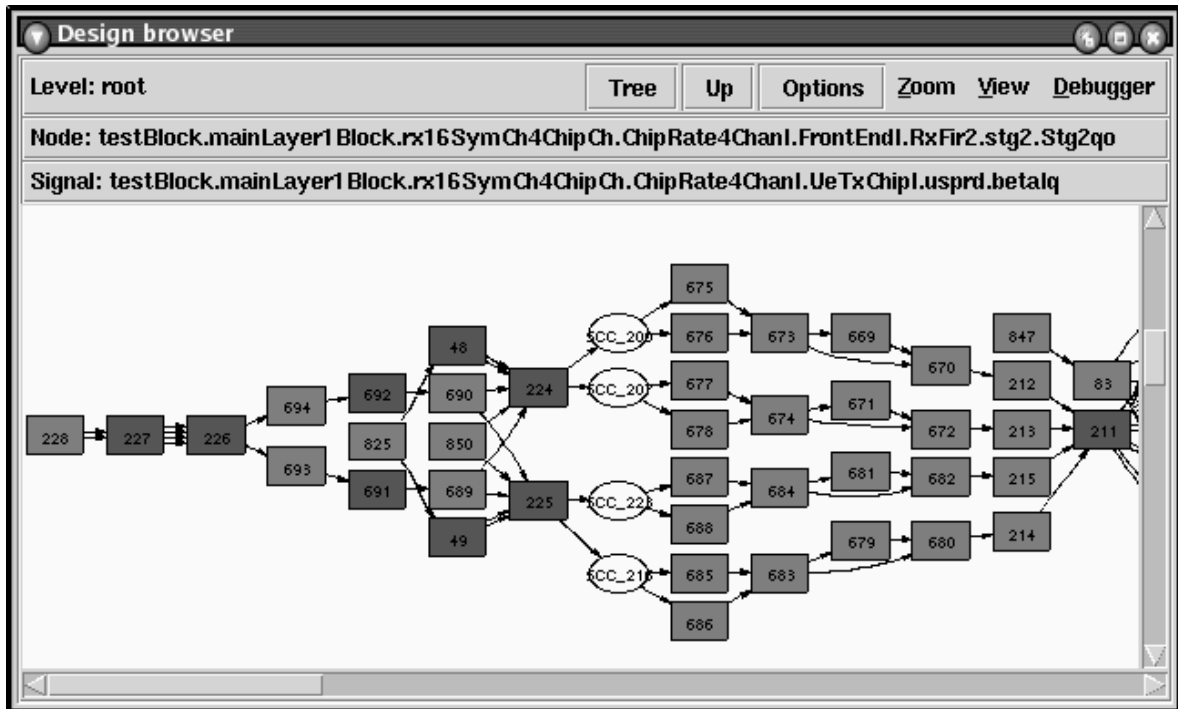 Design browser
Level: root Tree Up Options Zoom View Debugger
Node: testBlock.mainLayer1Block.rx16SymCh4ChipCh.ChipRate4ChanI.FrontEndI.RxFir2.stg2.Stg2qo
Signal: testBlock.mainLayer1Block.rx16SymCh4ChipCh.ChipRate4ChanI.UeTxChipI.usprd.betaIq
675
676 673 669 847
48
670
677 212 83
692 690 224
694 671
674
228 227 226 825 850 678 672 213 211
693 687 681 682 215
691 689 684
225
688 214
49 679 680
685 683
686